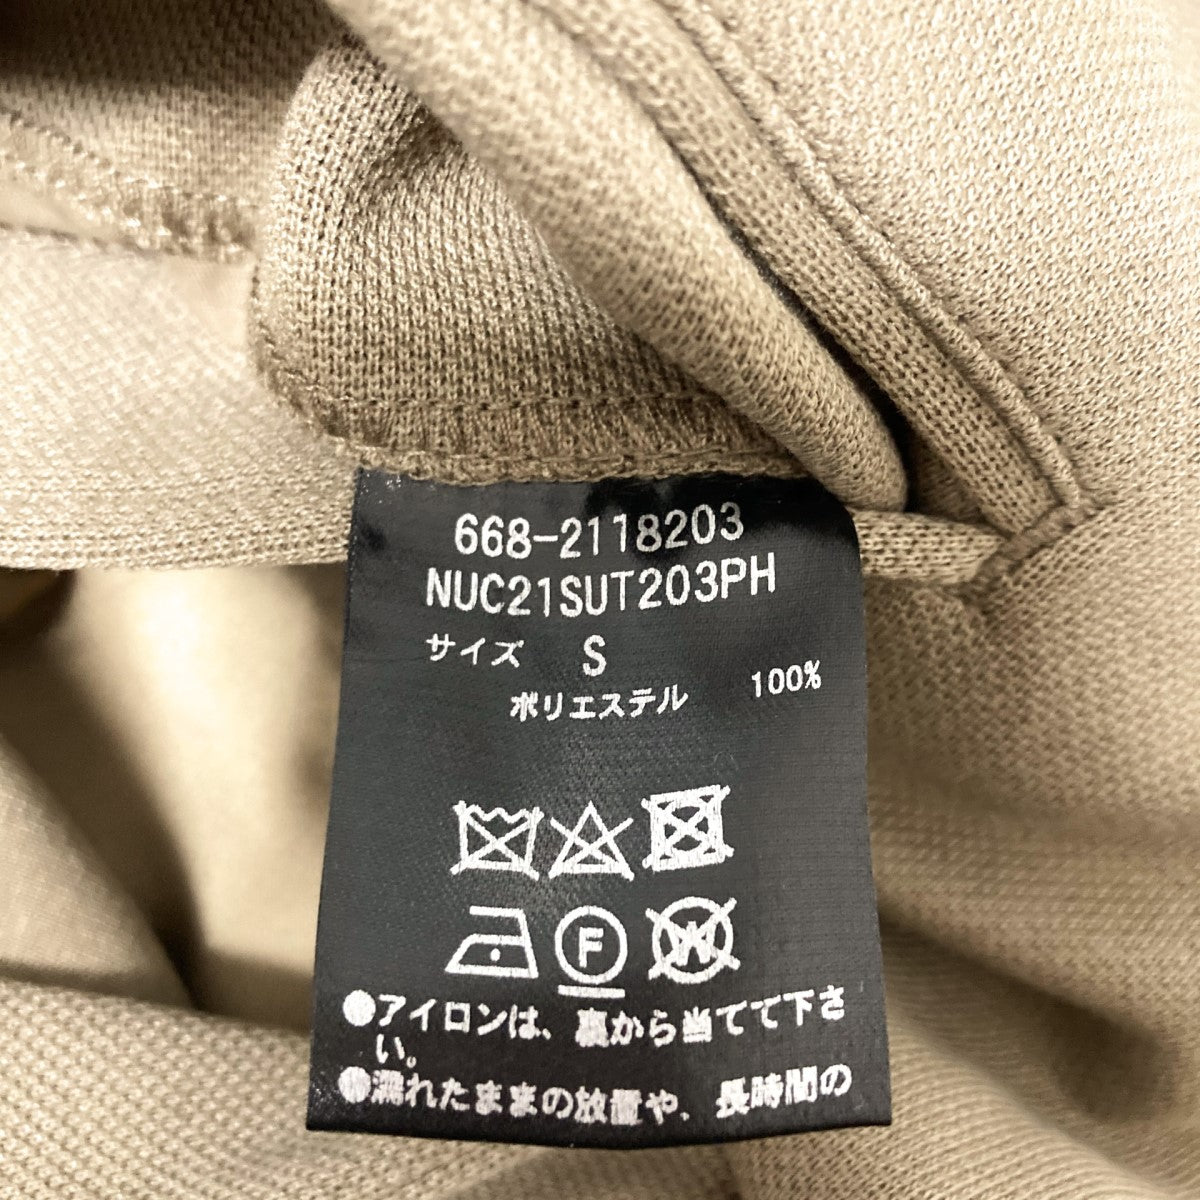 668-2118203
NUC21SUT203PH
サイズ S
ポリエステル 100%
F
W
●アイロンは、裏から当てて下さ
い。
●濡れたままの放置や、長時間の